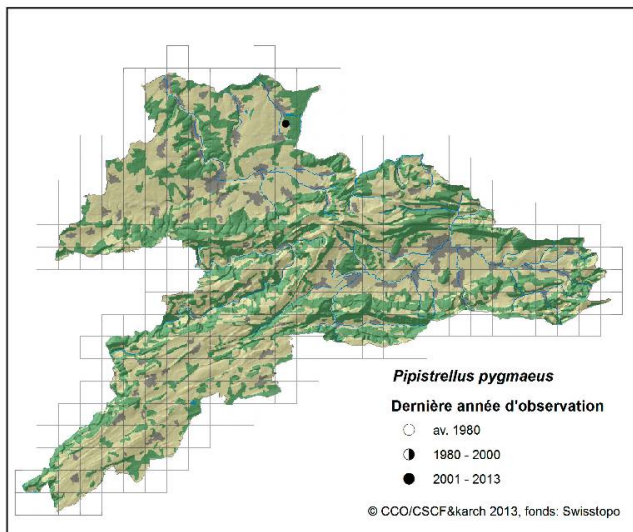 Pipistrellus pygmaeus
Dernière année d'observation
av. 1980
1980 - 2000
2001 - 2013
© CCO/CSCF&karch 2013, fonds: Swisstopo